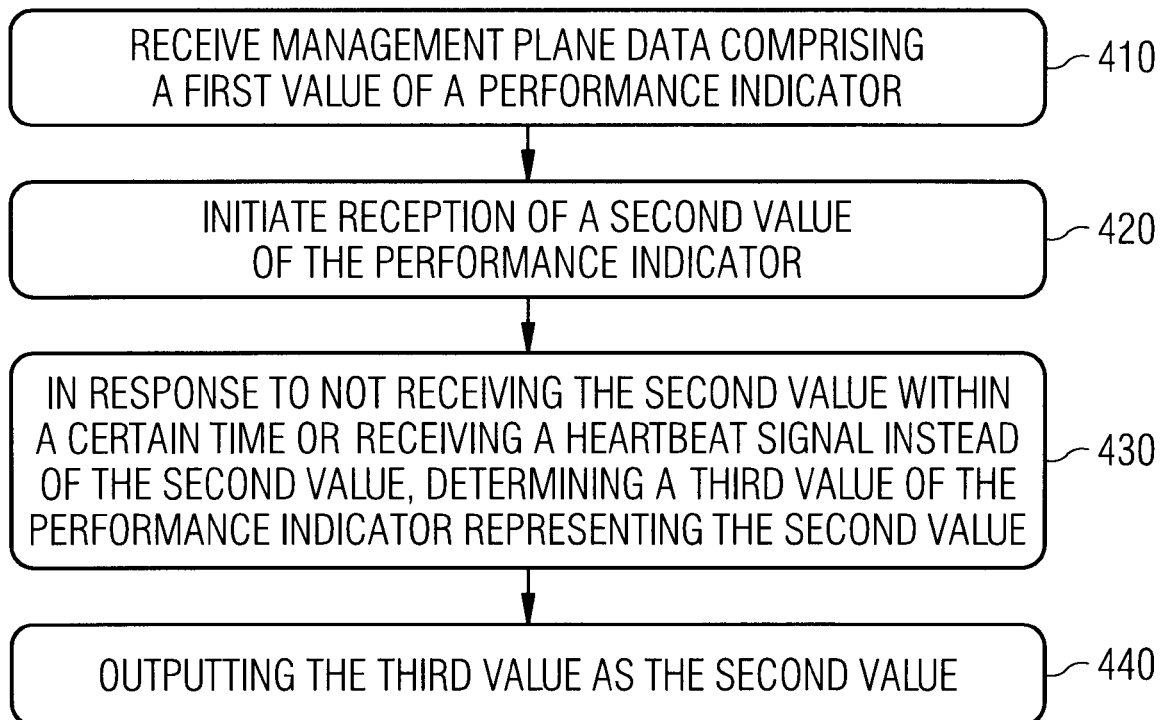 RECEIVE MANAGEMENT PLANE DATA COMPRISING
A FIRST VALUE OF A PERFORMANCE INDICATOR
410
INITIATE RECEPTION OF A SECOND VALUE
OF THE PERFORMANCE INDICATOR
420
IN RESPONSE TO NOT RECEIVING THE SECOND VALUE WITHIN
A CERTAIN TIME OR RECEIVING A HEARTBEAT SIGNAL INSTEAD
OF THE SECOND VALUE, DETERMINING A THIRD VALUE OF THE
PERFORMANCE INDICATOR REPRESENTING THE SECOND VALUE
430
OUTPUTTING THE THIRD VALUE AS THE SECOND VALUE
440